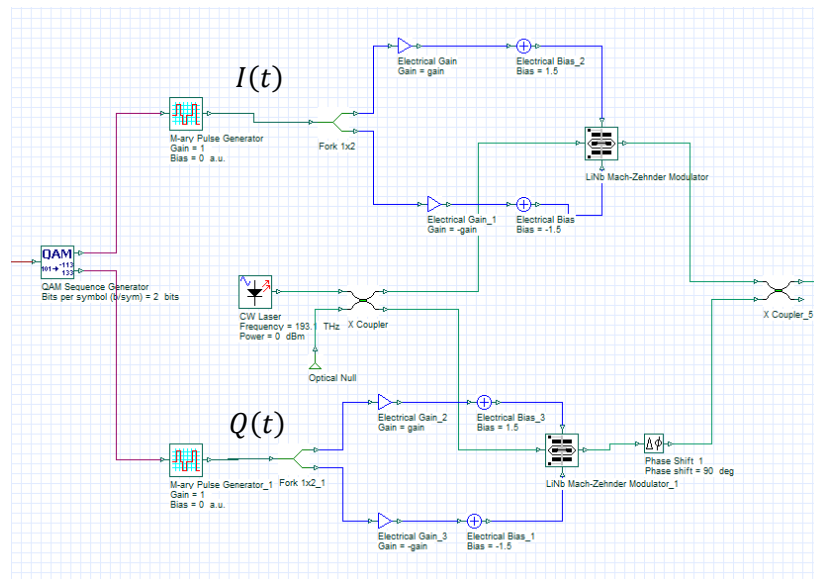 I(t)
Electrical Gain
Gain = gain
Electrical Bias_2
Bias = 1.5
M-ary Pulse Generator
Gain = 1
Bias = 0 a.u.
Fork 1x2
LiNb Mach-Zehnder Modulator
Electrical Gain_1
Gain = -gain
Electrical Bias
Bias = -1.5
QAM
101 -113
133
QAM Sequence Generator
Bits per symbol (b/sym) = 2 bits
CW Laser
Frequency = 193.1 THz
Power = 0 dBm
X Coupler
X Coupler_5
Optical Null
Q(t)
Electrical Gain_2
Gain = gain
Electrical Bias_3
Bias = 1.5
M-ary Pulse Generator_1
Gain = 1
Bias = 0 a.u.
Fork 1x2_1
LiNb Mach-Zehnder Modulator_1
ΔΦ
Phase Shift 1
Phase shift = 90 deg
Electrical Gain_3
Gain = -gain
Electrical Bias_1
Bias = -1.5